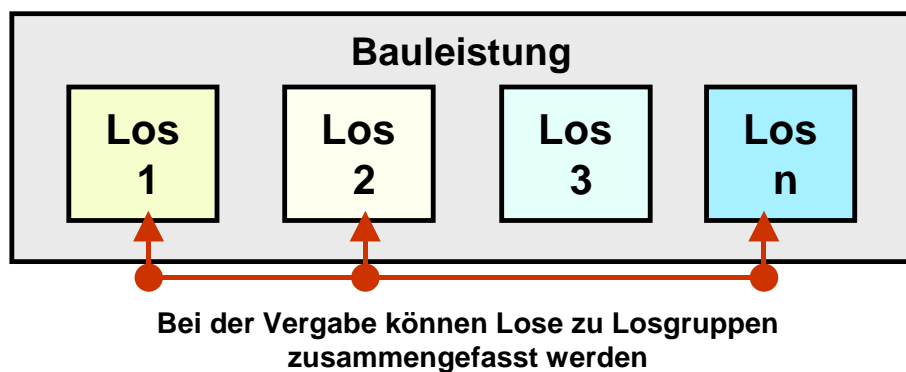 Bauleistung
Los
1
Los
2
Los
3
Los
n
Bei der Vergabe können Lose zu Losgruppen
zusammengefasst werden